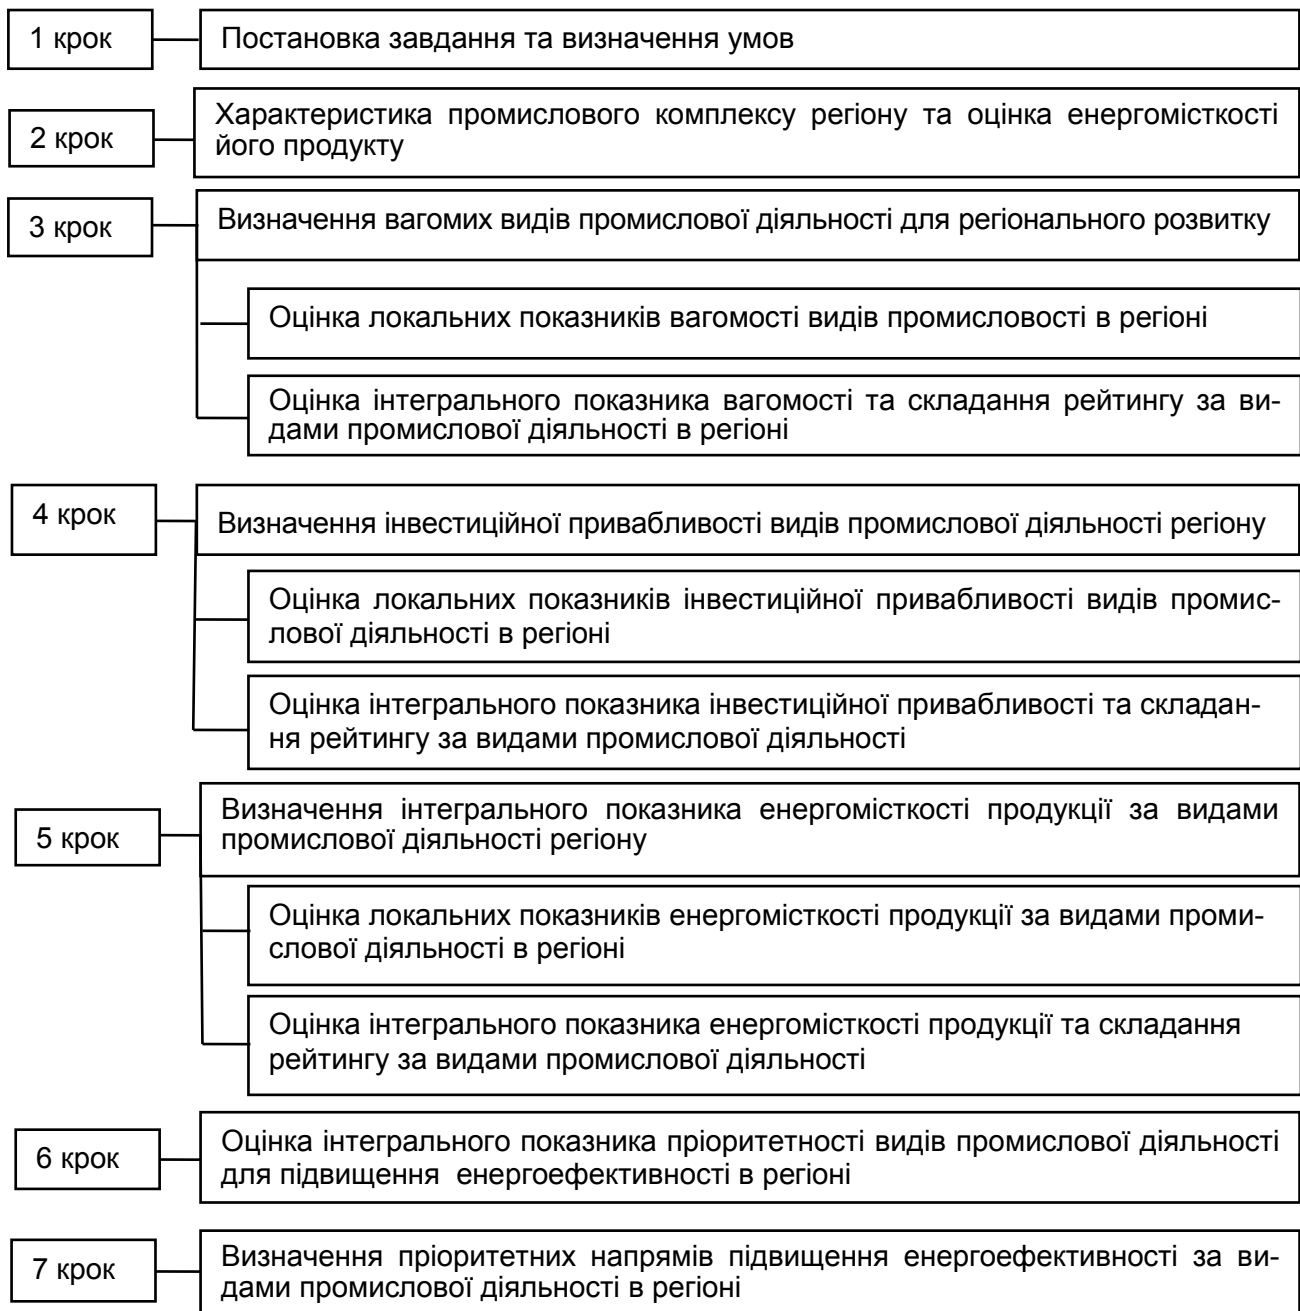 1 крок
Постановка завдання та визначення умов
2 крок
Характеристика промислового комплексу регіону та оцінка енергомісткості
його продукту
3 крок
Визначення вагомих видів промислової діяльності для регіонального розвитку
Оцінка локальних показників вагомості видів промисловості в регіоні
Оцінка інтегрального показника вагомості та складання рейтингу за ви-
дами промислової діяльності в регіоні
4 крок
Визначення інвестиційної привабливості видів промислової діяльності регіону
Оцінка локальних показників інвестиційної привабливості видів промис-
лової діяльності в регіоні
Оцінка інтегрального показника інвестиційної привабливості та складан-
ня рейтингу за видами промислової діяльності
5 крок
Визначення інтегрального показника енергомісткості продукції за видами
промислової діяльності регіону
Оцінка локальних показників енергомісткості продукції за видами проми-
слової діяльності в регіоні
Оцінка інтегрального показника енергомісткості продукції та складання
рейтингу за видами промислової діяльності
6 крок
Оцінка інтегрального показника пріоритетності видів промислової діяльності
для підвищення енергоефективності в регіоні
7 крок
Визначення пріоритетних напрямів підвищення енергоефективності за ви-
дами промислової діяльності в регіоні